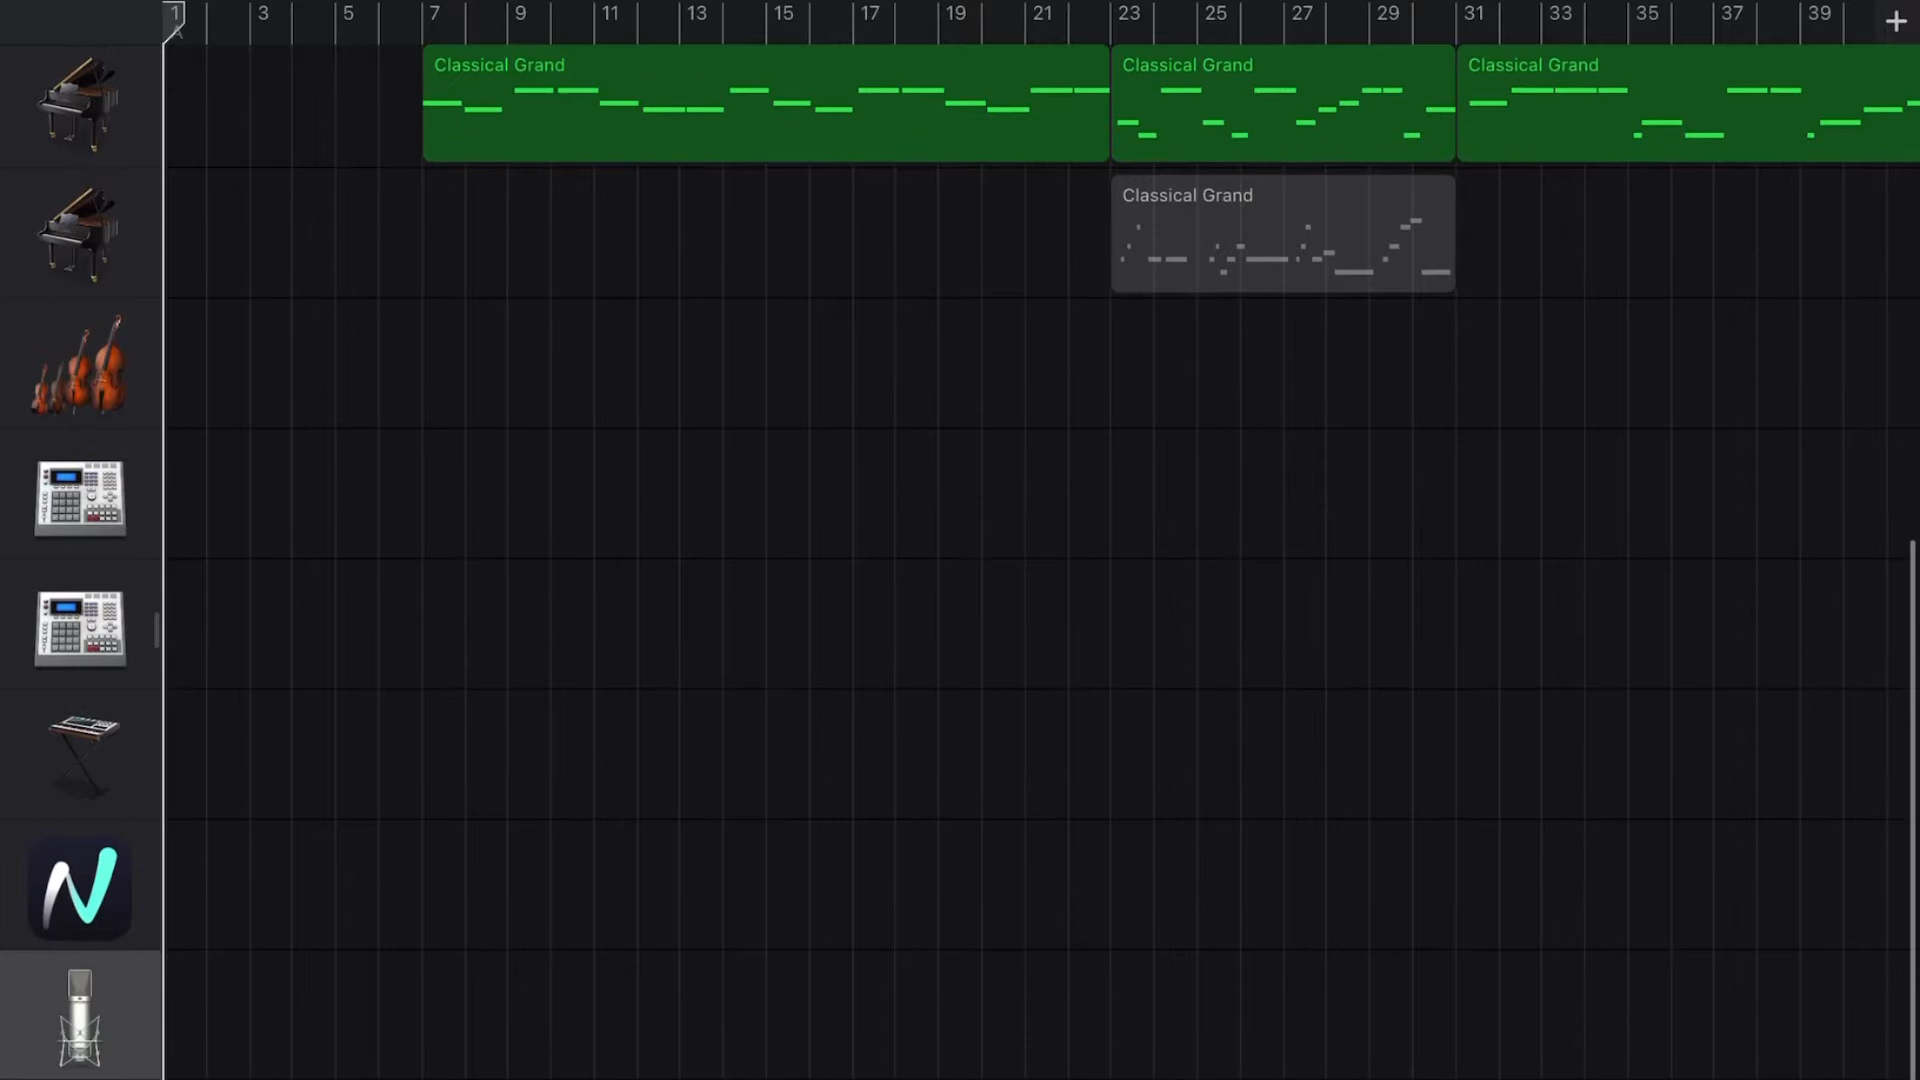 1 3 5 7 9 11 13 15 17 19 21 23 25 27 29 31 33 35 37 39 +
A
Classical Grand Classical Grand Classical Grand
Classical Grand